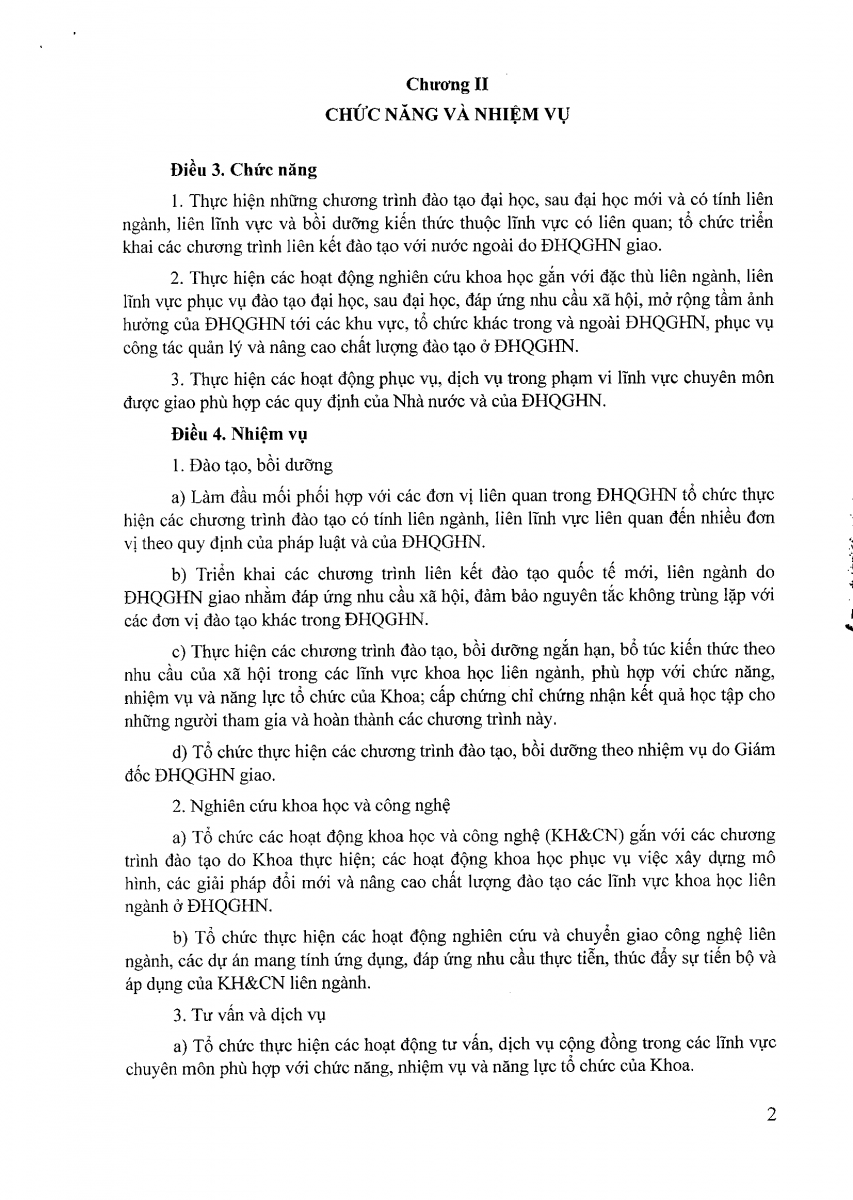 Chương II
CHỨC NĂNG VÀ NHIỆM VỤ
Điều 3. Chức năng
1. Thực hiện những chương trình đào tạo đại học, sau đại học mới và có tính liên
ngành, liên lĩnh vực và bồi dưỡng kiến thức thuộc lĩnh vực có liên quan; tổ chức triển
khai các chương trình liên kết đào tạo với nước ngoài do ĐHQGHN giao.
2. Thực hiện các hoạt động nghiên cứu khoa học gắn với đặc thù liên ngành, liên
lĩnh vực phục vụ đào tạo đại học, sau đại học, đáp ứng nhu cầu xã hội, mở rộng tầm ảnh
hưởng của ĐHQGHN tới các khu vực, tổ chức khác trong và ngoài ĐHQGHN, phục vụ
công tác quản lý và nâng cao chất lượng đào tạo ở ĐHQGHN.
3. Thực hiện các hoạt động phục vụ, dịch vụ trong phạm vi lĩnh vực chuyên môn
được giao phù hợp các quy định của Nhà nước và của ĐHQGHN.
Điều 4. Nhiệm vụ
1. Đào tạo, bồi dưỡng
a) Làm đầu mối phối hợp với các đơn vị liên quan trong ĐHQGHN tổ chức thực
hiện các chương trình đào tạo có tính liên ngành, liên lĩnh vực liên quan đến nhiều đơn
vị theo quy định của pháp luật và của ĐHQGHN.
b) Triển khai các chương trình liên kết đào tạo quốc tế mới, liên ngành do
ĐHQGHN giao nhằm đáp ứng nhu cầu xã hội, đảm bảo nguyên tắc không trùng lặp với
các đơn vị đào tạo khác trong ĐHQGHN.
c) Thực hiện các chương trình đào tạo, bồi dưỡng ngắn hạn, bổ túc kiến thức theo
nhu cầu của xã hội trong các lĩnh vực khoa học liên ngành, phù hợp với chức năng,
nhiệm vụ và năng lực tổ chức của Khoa; cấp chứng chỉ chứng nhận kết quả học tập cho
những người tham gia và hoàn thành các chương trình này.
d) Tổ chức thực hiện các chương trình đào tạo, bồi dưỡng theo nhiệm vụ do Giám
đốc ĐHQGHN giao.
2. Nghiên cứu khoa học và công nghệ
a) Tổ chức các hoạt động khoa học và công nghệ (KH&CN) gắn với các chương
trình đào tạo do Khoa thực hiện; các hoạt động khoa học phục vụ việc xây dựng mô
hình, các giải pháp đổi mới và nâng cao chất lượng đào tạo các lĩnh vực khoa học liên
ngành ở ĐHQGHN.
b) Tổ chức thực hiện các hoạt động nghiên cứu và chuyển giao công nghệ liên
ngành, các dự án mang tính ứng dụng, đáp ứng nhu cầu thực tiễn, thúc đẩy sự tiến bộ và
áp dụng của KH&CN liên ngành.
3. Tư vấn và dịch vụ
a) Tổ chức thực hiện các hoạt động tư vấn, dịch vụ cộng đồng trong các lĩnh vực
chuyên môn phù hợp với chức năng, nhiệm vụ và năng lực tổ chức của Khoa.
2